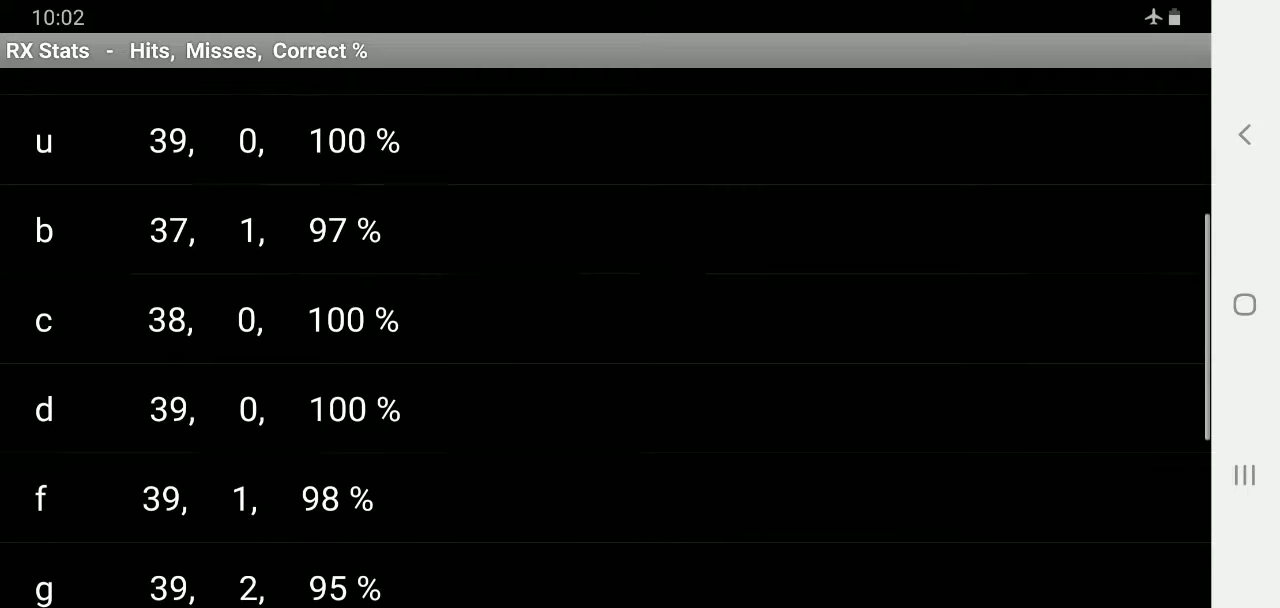 10:02
RX Stats - Hits, Misses, Correct %
u 39, 0, 100 %
b 37, 1, 97 %
c 38, 0, 100 %
d 39, 0, 100 %
f 39, 1, 98 %
g 39, 2, 95 %